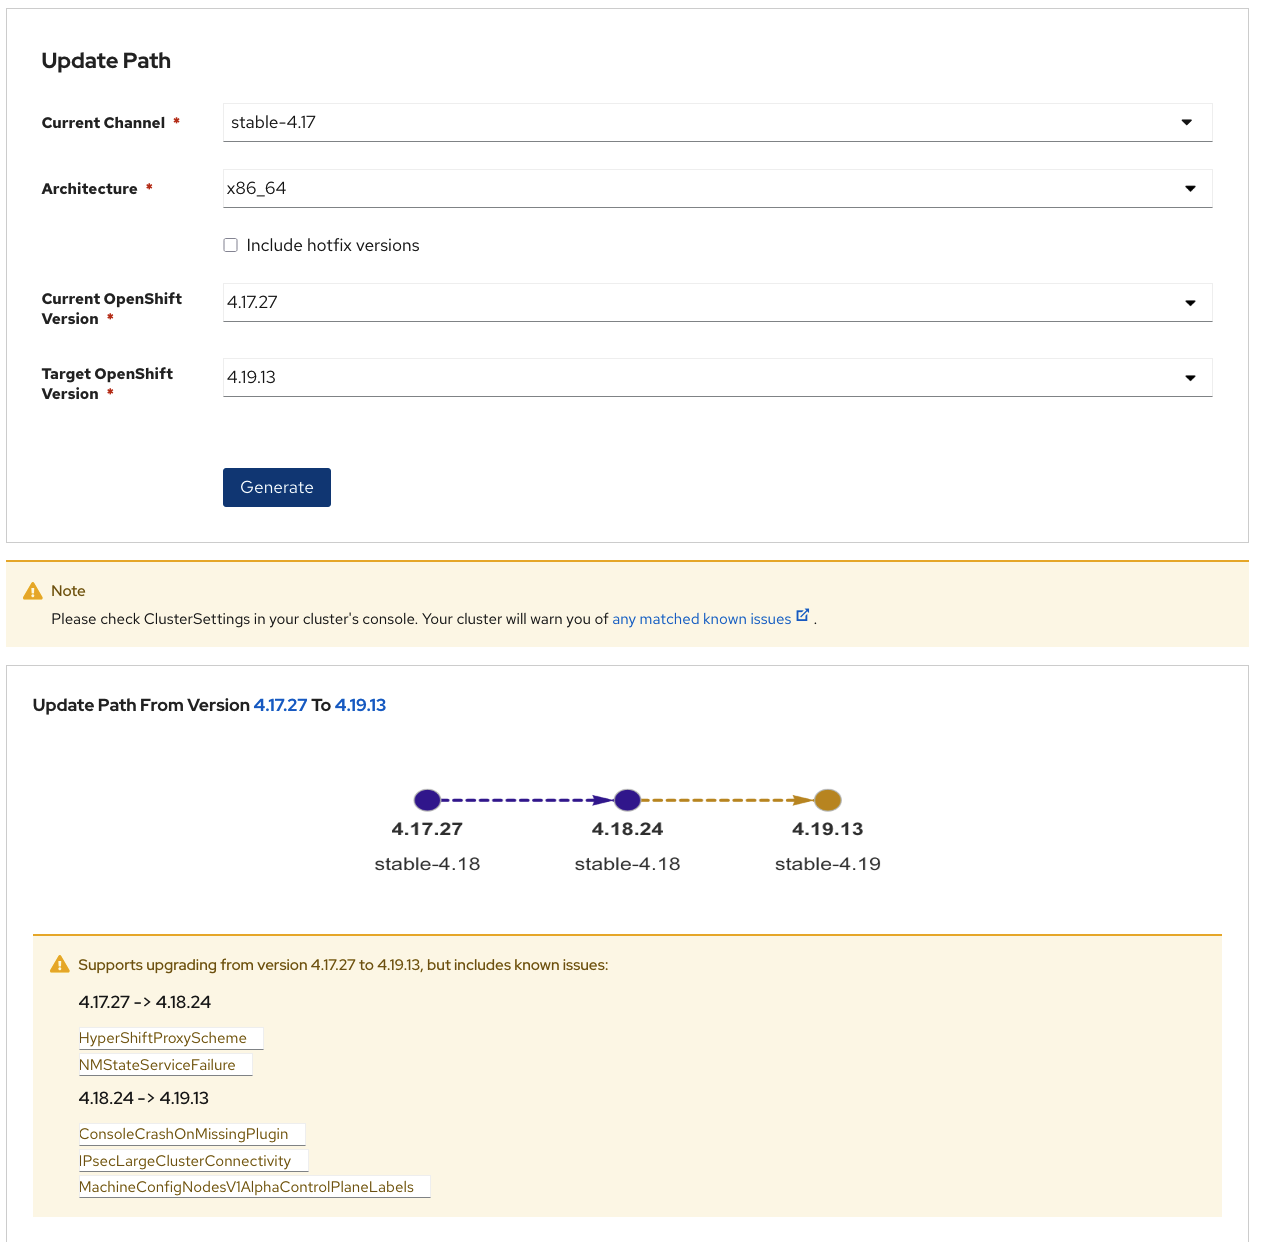 Update Path
Current Channel *
stable-4.17
Architecture *
x86_64
Include hotfix versions
Current OpenShift
Version *
4.17.27
Target OpenShift
Version *
4.19.13
Generate
Note
Please check ClusterSettings in your cluster's console. Your cluster will warn you of any matched known issues .
Update Path From Version 4.17.27 To 4.19.13
4.17.27 4.18.24 4.19.13
stable-4.18 stable-4.18 stable-4.19
Supports upgrading from version 4.17.27 to 4.19.13, but includes known issues:
4.17.27 -> 4.18.24
HyperShiftProxyScheme
NMStateServiceFailure
4.18.24 -> 4.19.13
ConsoleCrashOnMissingPlugin
IPsecLargeClusterConnectivity
MachineConfigNodesV1AlphaControlPlaneLabels